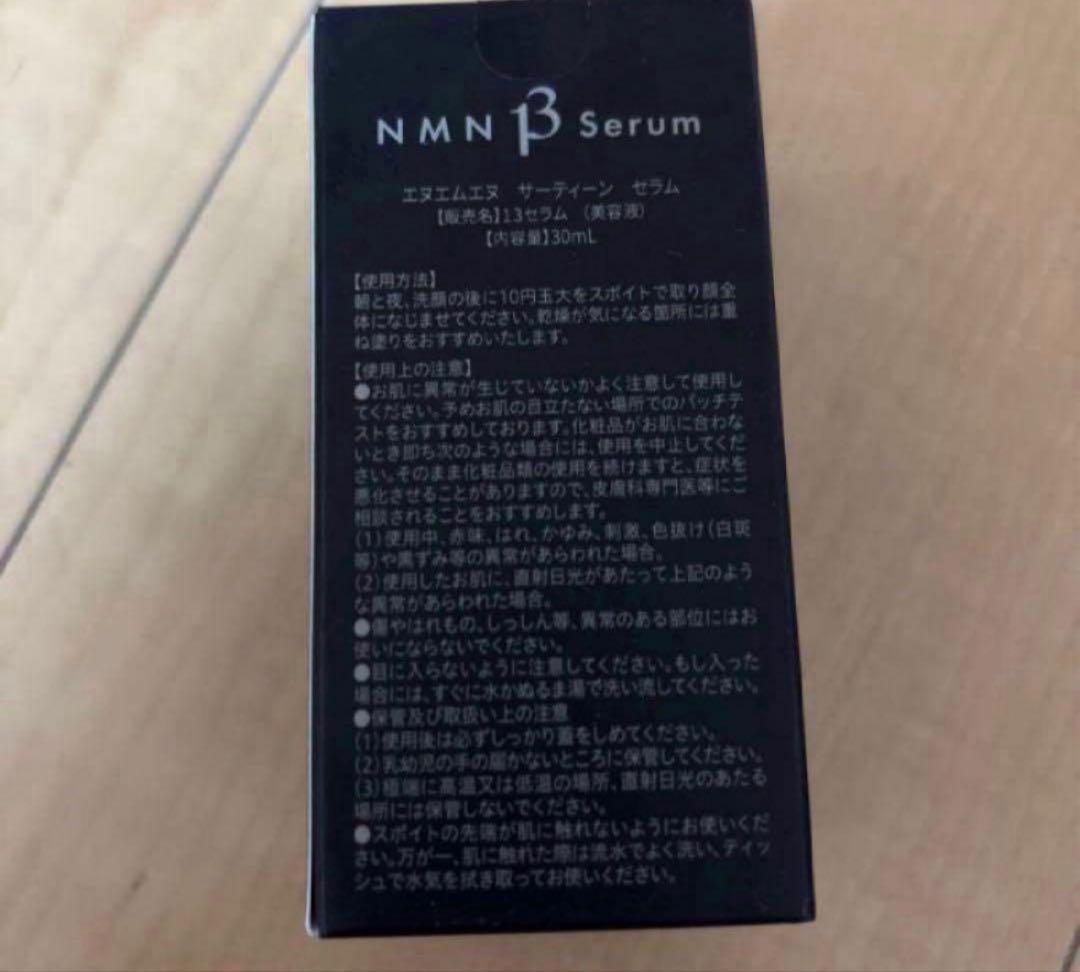 NMN 13 Serum
エヌエムエヌ サーティーン セラム
【販売名】13セラム (美容液)
【内容量】30mL
【使用方法】
朝と夜、洗顔の後に10円玉大をスポイトで取り顔全
体になじませてください。乾燥が気になる箇所には重
ね塗りをおすすめいたします。
【使用上の注意】
●お肌に異常が生じていないかよく注意して使用し
てください。予めお肌の目立たない場所でのパッチテ
ストをおすすめしております。化粧品がお肌に合わな
いとき即ち次のような場合には、使用を中止してくだ
さい。そのまま化粧品類の使用を続けますと、症状を
悪化させることがありますので、皮膚科専門医等にご
相談されることをおすすめします。
(1)使用中、赤味、はれ、かゆみ、刺激、色抜け(白斑
等)や黒ずみ等の異常があらわれた場合。
(2)使用したお肌に、直射日光があたって上記のよう
な異常があらわれた場合。
●傷やはれもの、しっしん等、異常のある部位にはお
使いにならないでください。
●目に入らないように注意してください。もし入った
場合には、すぐに水かぬるま湯で洗い流してください。
●保管及び取扱い上の注意
(1)使用後は必ずしっかり蓋をしめてください。
(2)乳幼児の手の届かないところに保管してください。
(3)極端に高温又は低温の場所、直射日光のあたる
場所には保管しないでください。
●スポイトの先端が肌に触れないようにお使いくだ
さい。万が一、肌に触れた際は流水でよく洗い、ティッ
シュで水気を拭き取ってお使いください。